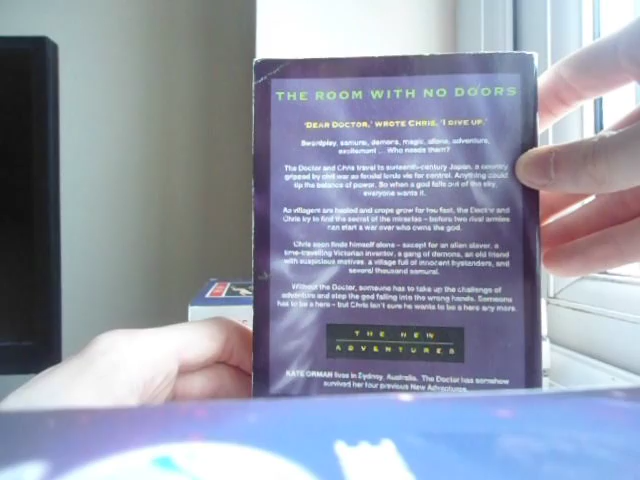 THE ROOM WITH NO DOORS
'DEAR DOCTOR,' WROTE CHRIS, 'I GIVE UP.'
Swordplay, samurai, demons, magic, aliens, adventure,
excitement ... Who needs them?
The Doctor and Chris travel to sixteenth-century Japan, a country
gripped by civil war as feudal lords vie for control. Anything could
tip the balance of power. So when a god falls out of the sky,
everyone wants it.
As villagers are healed and crops grow far too fast, the Doctor and
Chris try to find the secret of the miracles – before two rival armies
can start a war over who owns the god.
Chris soon finds himself alone – except for an alien slaver, a
time-travelling Victorian inventor, a gang of demons, an old friend
with suspicious motives, a village full of innocent bystanders, and
several thousand samurai.
Without the Doctor, someone has to take up the challenge of
adventure and stop the god falling into the wrong hands. Someone
has to be a hero – but Chris isn't sure he wants to be a hero any more.
THE NEW
ADVENTURES
KATE ORMAN lives in Sydney, Australia. The Doctor has somehow
survived her four previous New Adventures.